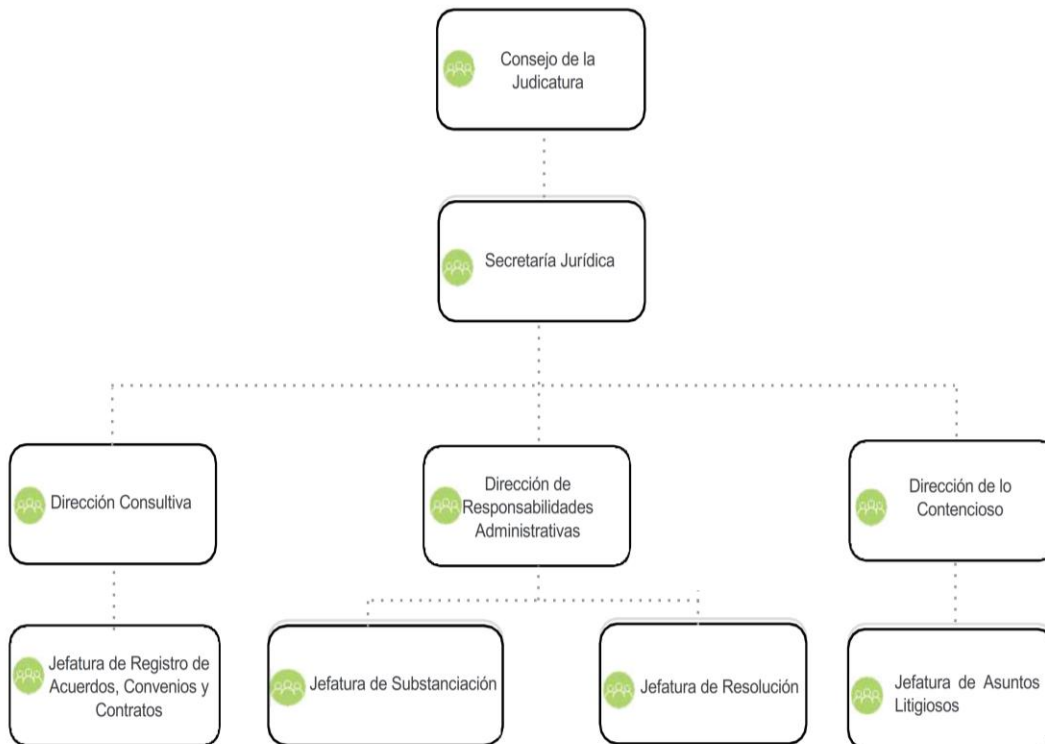 Consejo de la
Judicatura
Secretaría Jurídica
Dirección Consultiva
Dirección de
Responsabilidades
Administrativas
Dirección de lo
Contencioso
Jefatura de Registro de
Acuerdos, Convenios y
Contratos
Jefatura de Substanciación
Jefatura de Resolución
Jefatura de Asuntos
Litigiosos